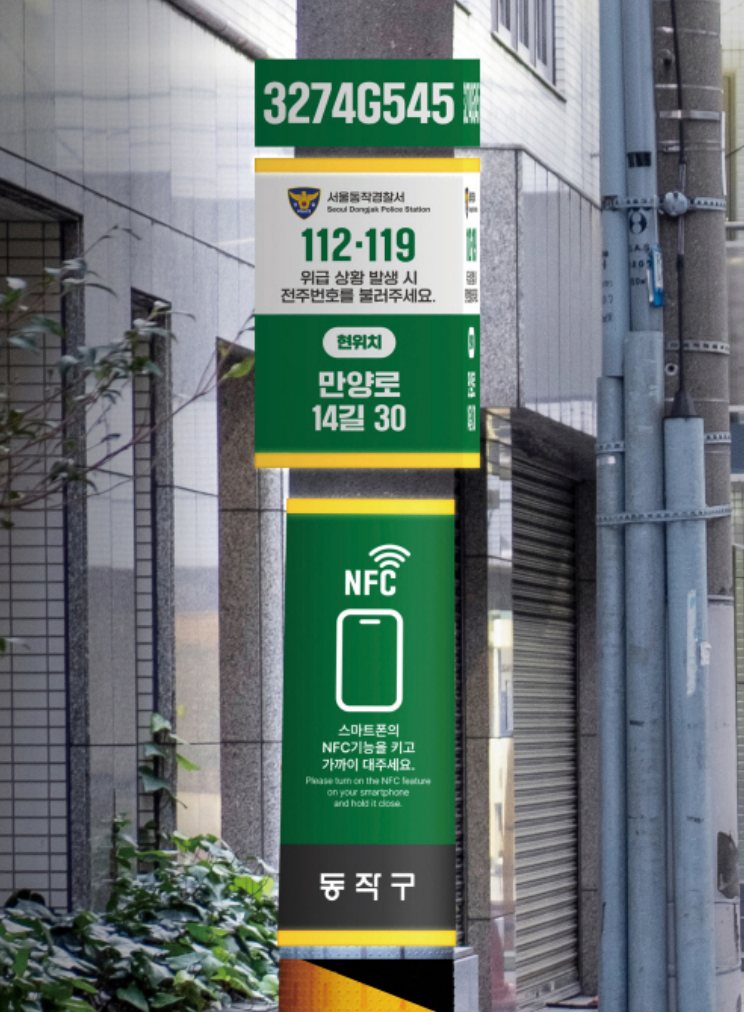 3274G545
서울동작경찰서
Seoul Dongjak Police Station
112·119
위급 상황 발생 시
전주번호를 불러주세요.
현위치
만양로
14길 30
NFC
스마트폰의
NFC기능을 키고
가까이 대주세요.
Please turn on the NFC feature
on your smartphone
and hold it close.
동작구